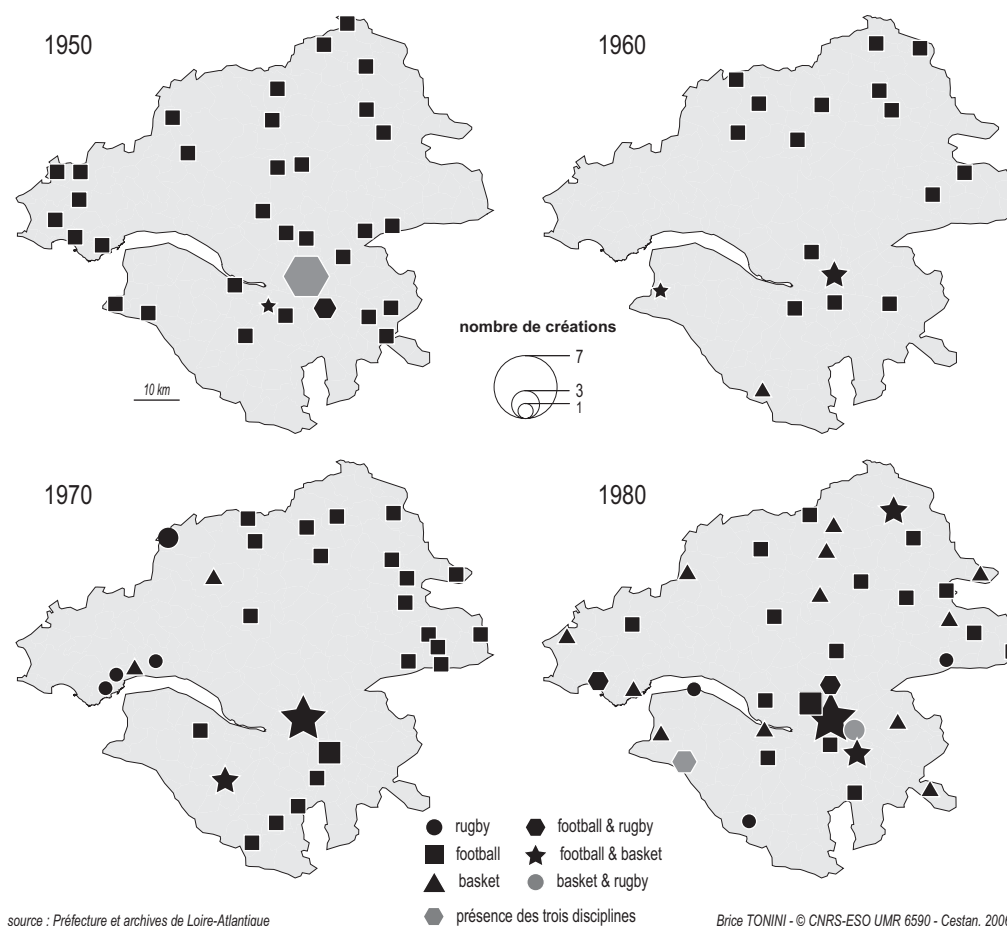 1950
1960
nombre de créations
7
3
1
10 km
1970
1980
rugby
football & rugby
football
football & basket
basket
basket & rugby
présence des trois disciplines
source : Préfecture et archives de Loire-Atlantique
Brice TONINI - © CNRS-ESO UMR 6590 - Cestan, 2006